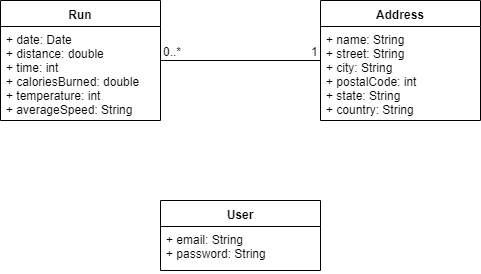 Run
+ date: Date
+ distance: double
+ time: int
+ caloriesBurned: double
+ temperature: int
+ averageSpeed: String
0..*
1
Address
+ name: String
+ street: String
+ city: String
+ postalCode: int
+ state: String
+ country: String
User
+ email: String
+ password: String